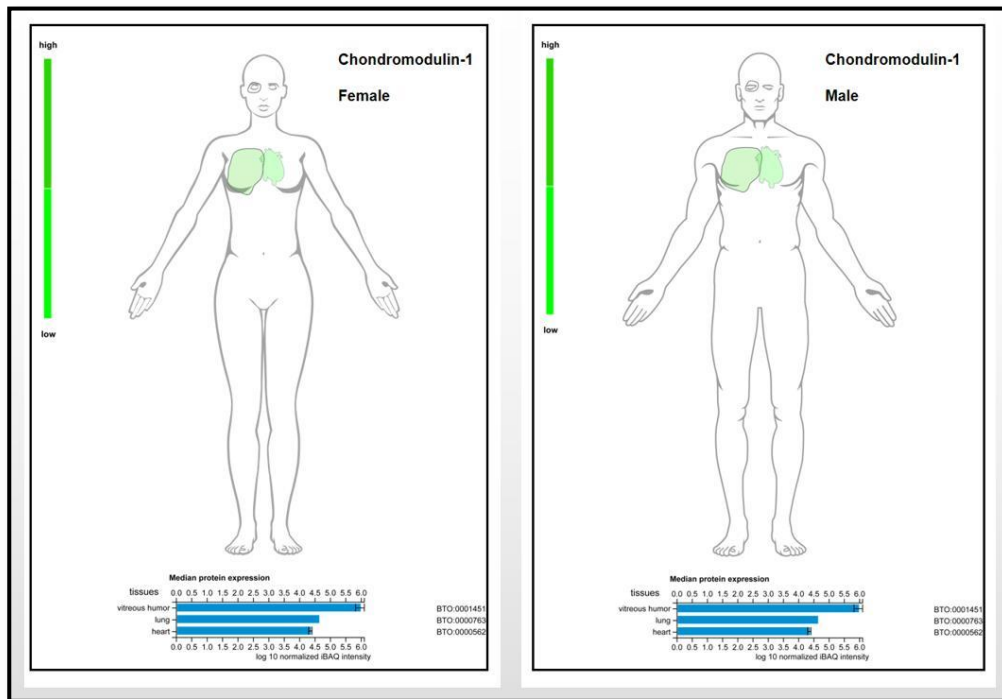 high
Chondromodulin-1
Female
low
Median protein expression
tissues
0.0 0.5 1.0 1.5 2.0 2.5 3.0 3.5 4.0 4.5 5.0 5.5 6.0
vitreous humor BTO:0001451
lung BTO:0000763
heart BTO:0000562
0.0 0.5 1.0 1.5 2.0 2.5 3.0 3.5 4.0 4.5 5.0 5.5 6.0
log 10 normalized iBAQ intensity
high
Chondromodulin-1
Male
low
Median protein expression
tissues
0.0 0.5 1.0 1.5 2.0 2.5 3.0 3.5 4.0 4.5 5.0 5.5 6.0
vitreous humor BTO:0001451
lung BTO:0000763
heart BTO:0000562
0.0 0.5 1.0 1.5 2.0 2.5 3.0 3.5 4.0 4.5 5.0 5.5 6.0
log 10 normalized iBAQ intensity